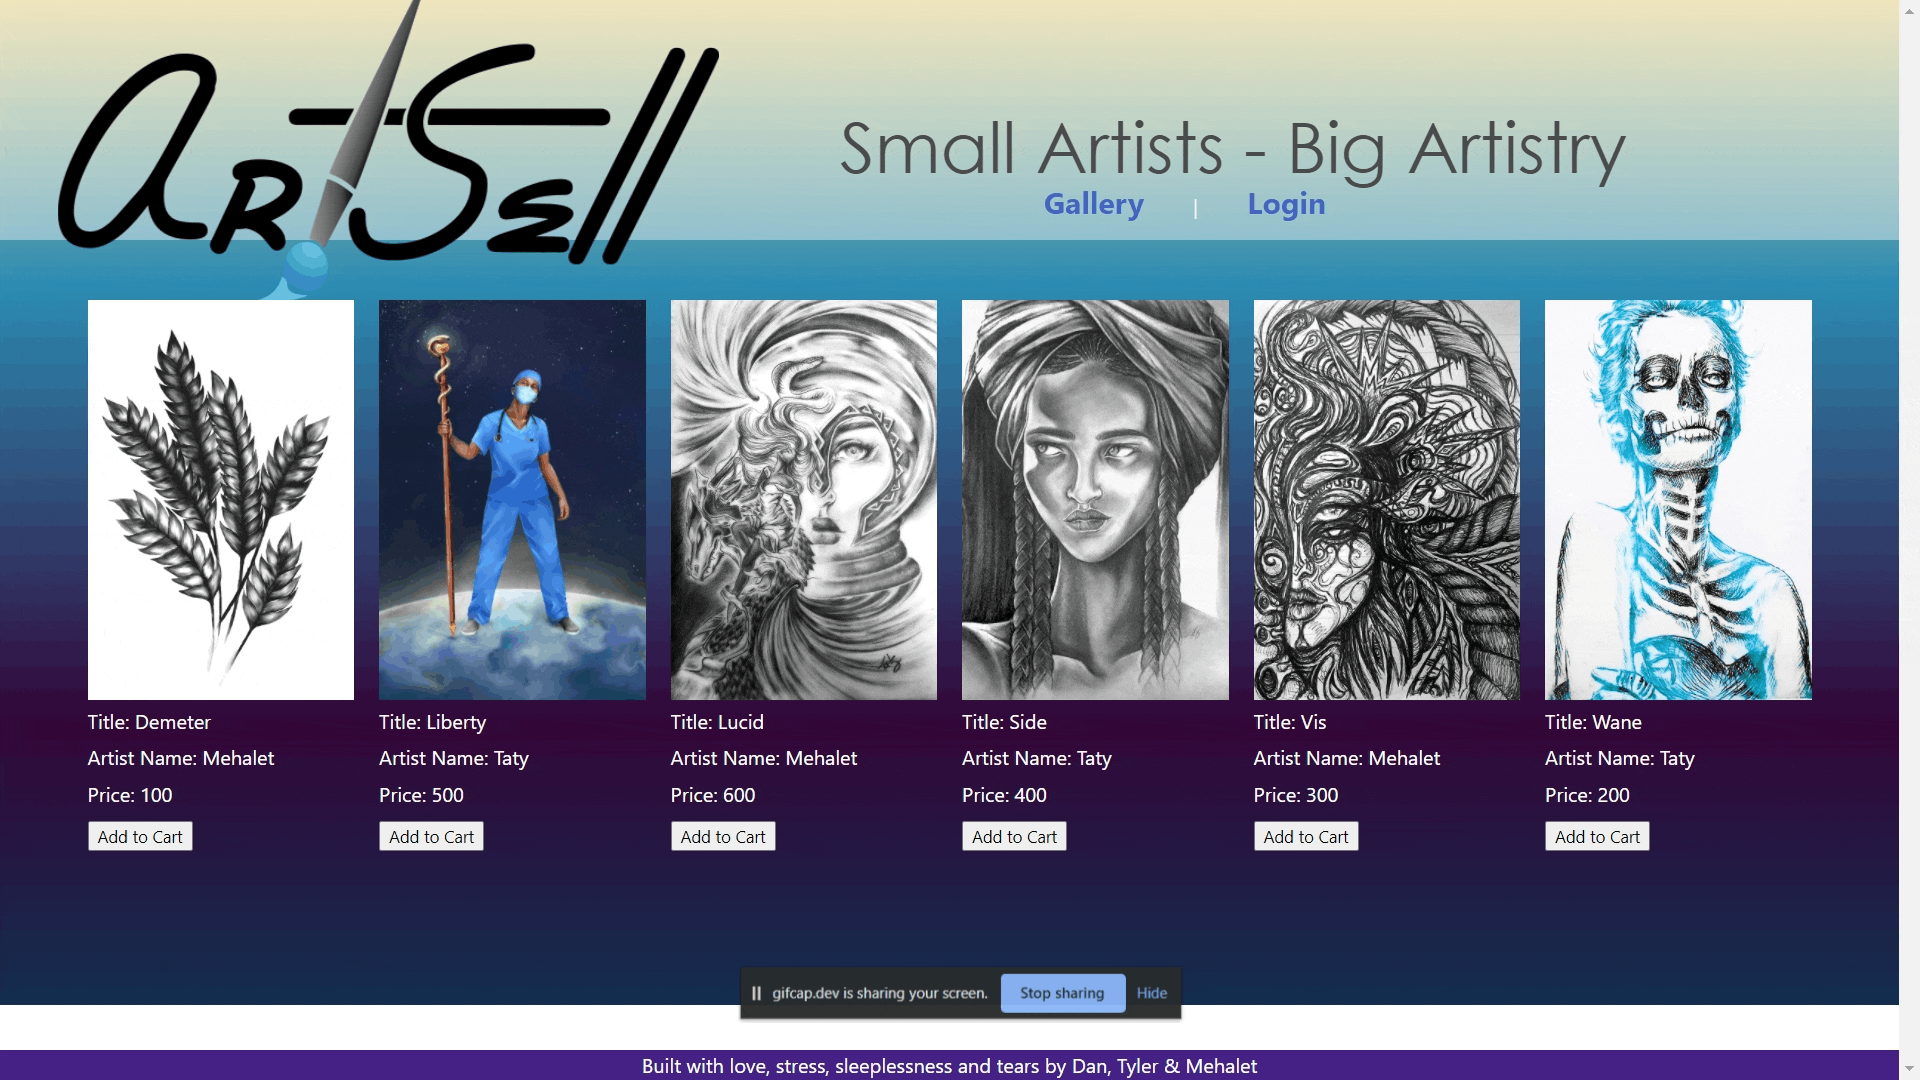 ArtSell
Small Artists - Big Artistry
Gallery | Login
Title: Demeter
Artist Name: Mehalet
Price: 100
Add to Cart
Title: Liberty
Artist Name: Taty
Price: 500
Add to Cart
Title: Lucid
Artist Name: Mehalet
Price: 600
Add to Cart
Title: Side
Artist Name: Taty
Price: 400
Add to Cart
Title: Vis
Artist Name: Mehalet
Price: 300
Add to Cart
Title: Wane
Artist Name: Taty
Price: 200
Add to Cart
gifcap.dev is sharing your screen. Stop sharing Hide
Built with love, stress, sleeplessness and tears by Dan, Tyler & Mehalet